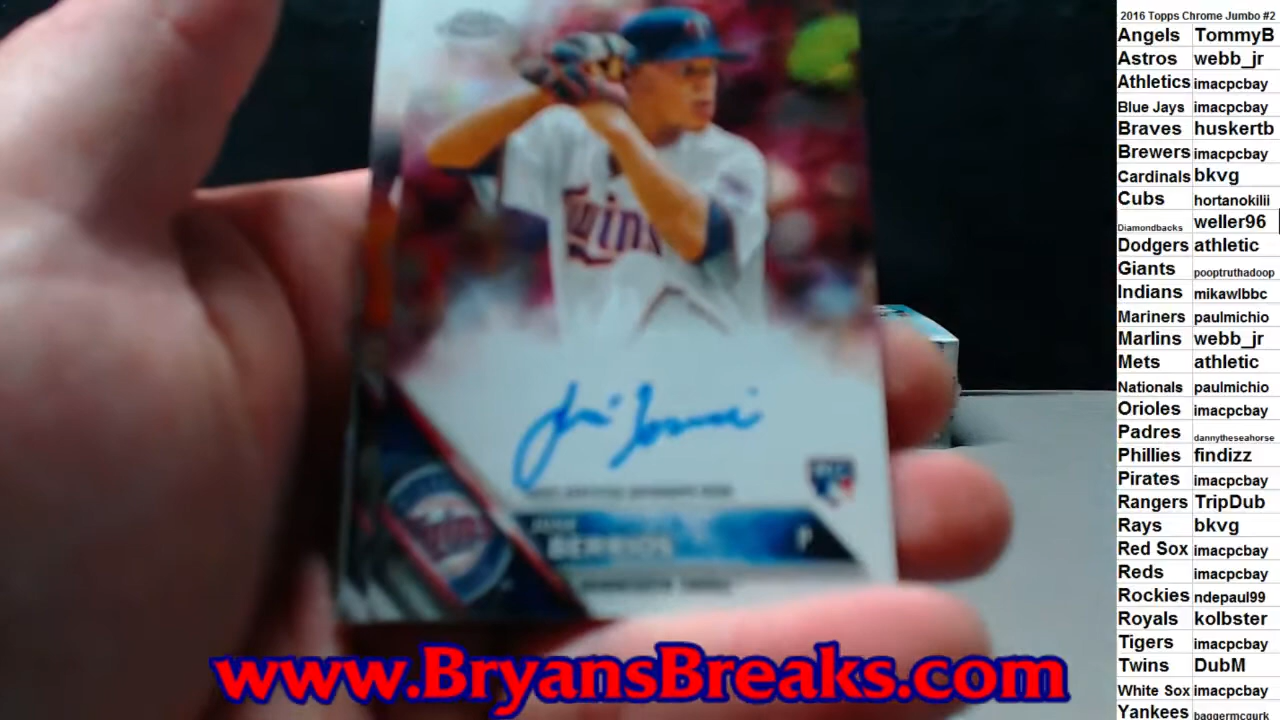 Twins
JOSE
BERRIOS
P
www.BryansBreaks.com
2016 Topps Chrome Jumbo #2
Angels TommyB
Astros webb_jr
Athletics imacpcbay
Blue Jays imacpcbay
Braves huskertb
Brewers imacpcbay
Cardinals bkvg
Cubs hortanokilii
Diamondbacks weller96
Dodgers athletic
Giants pooptruthadoop
Indians mikawlbbc
Mariners paulmichio
Marlins webb_jr
Mets athletic
Nationals paulmichio
Orioles imacpcbay
Padres dannytheseahorse
Phillies findizz
Pirates imacpcbay
Rangers TripDub
Rays bkvg
Red Sox imacpcbay
Reds imacpcbay
Rockies ndepaul99
Royals kolbster
Tigers imacpcbay
Twins DubM
White Sox imacpcbay
Yankees baggermcgurk